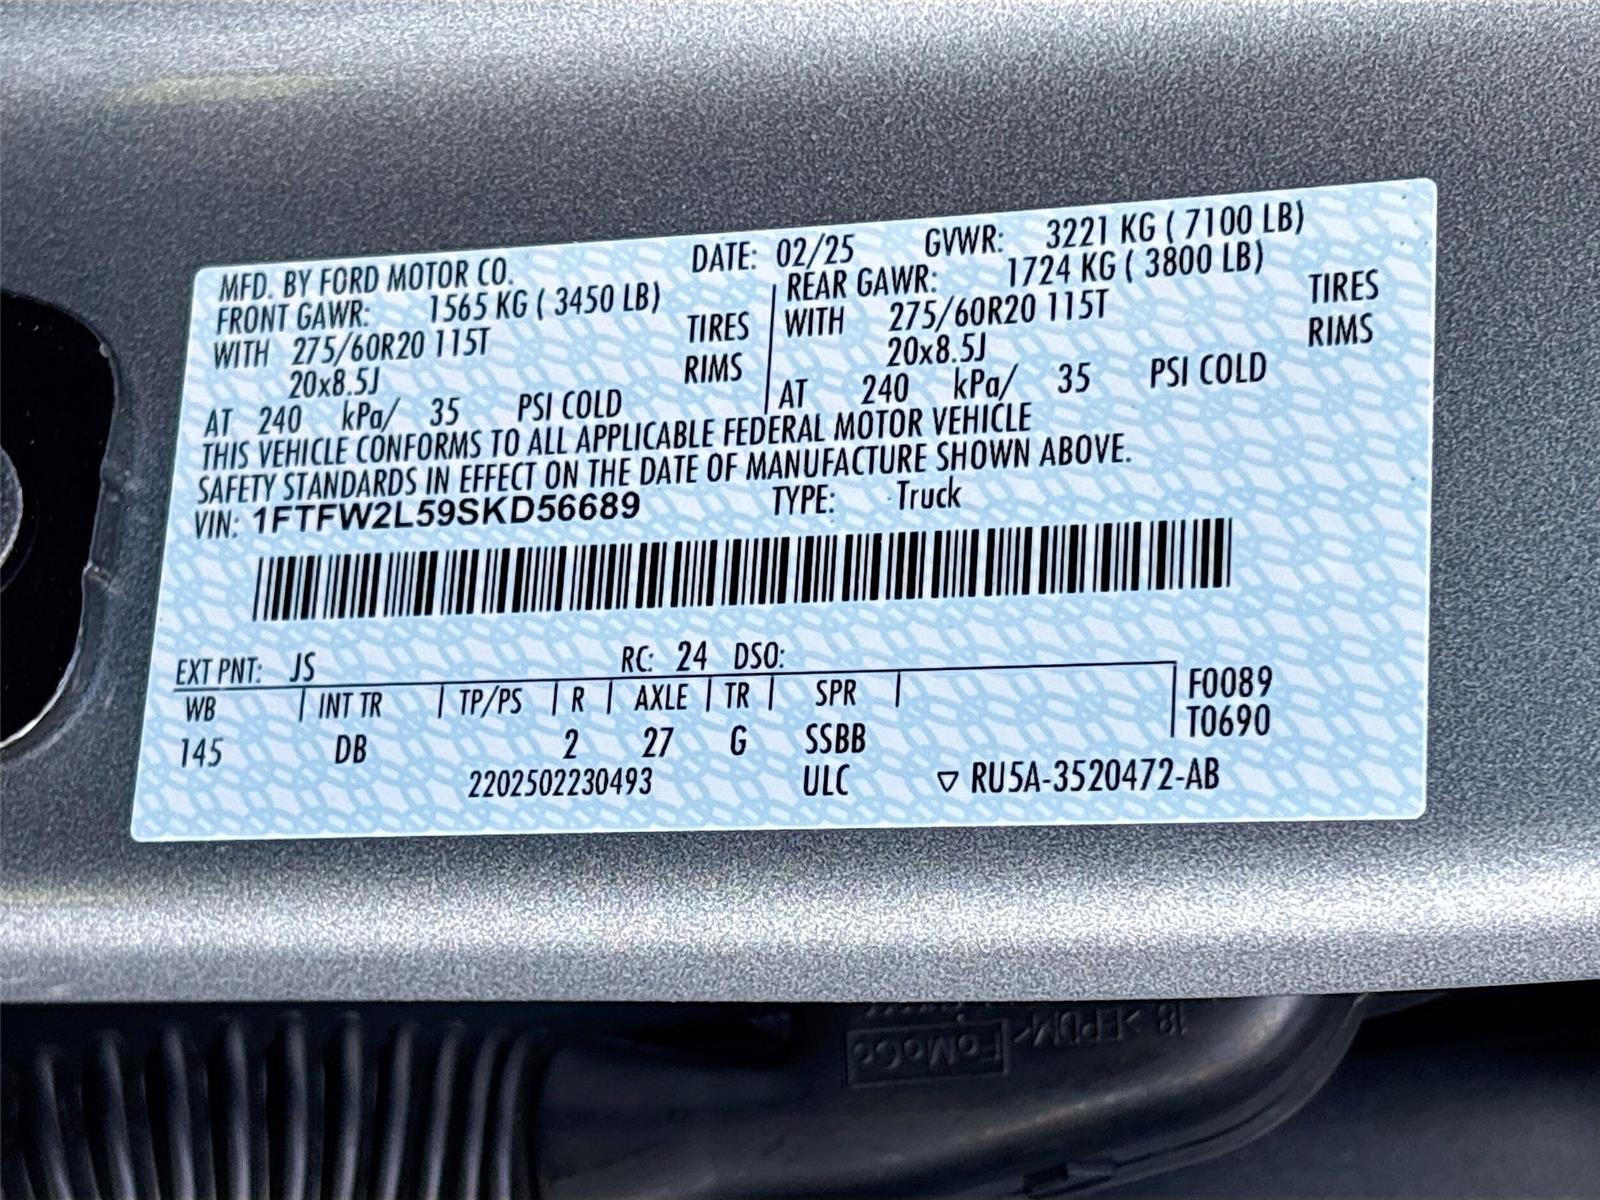 MFD. BY FORD MOTOR CO. DATE: 02/25 GVWR: 3221 KG ( 7100 LB)
FRONT GAWR: 1565 KG ( 3450 LB) REAR GAWR: 1724 KG ( 3800 LB)
WITH 275/60R20 115T TIRES WITH 275/60R20 115T TIRES
20x8.5J RIMS 20x8.5J RIMS
AT 240 kPa/ 35 PSI COLD AT 240 kPa/ 35 PSI COLD
THIS VEHICLE CONFORMS TO ALL APPLICABLE FEDERAL MOTOR VEHICLE
SAFETY STANDARDS IN EFFECT ON THE DATE OF MANUFACTURE SHOWN ABOVE.
VIN: 1FTFW2L59SKD56689 TYPE: Truck
EXT PNT: JS RC: 24 DSO:
WB INT TR TP/PS R AXLE TR SPR F0089
145 DB 2 27 G SSBB T0690
2202502230493 ULC ▽ RU5A-3520472-AB
FoMoCo
18 >EPDM<